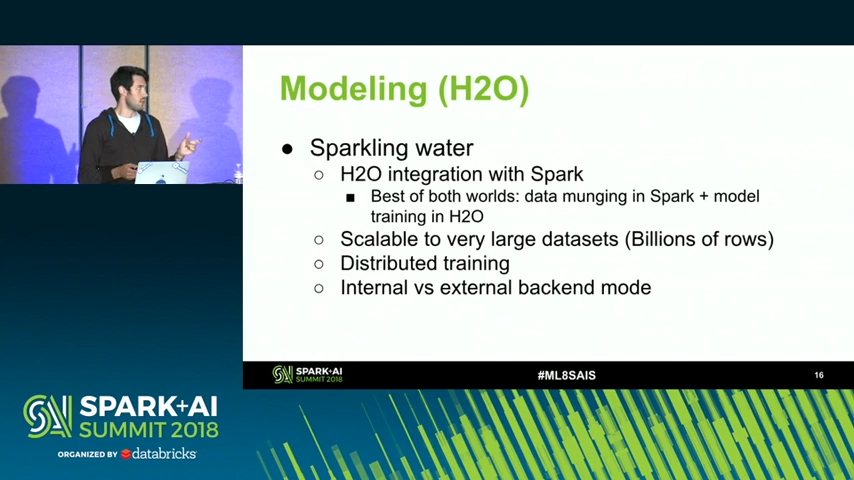 Modeling (H2O)
● Sparkling water
○ H2O integration with Spark
■ Best of both worlds: data munging in Spark + model
training in H2O
○ Scalable to very large datasets (Billions of rows)
○ Distributed training
○ Internal vs external backend mode
SPARK+AI
SUMMIT 2018
#ML8SAIS
16
SPARK+AI
SUMMIT 2018
ORGANIZED BY databricks